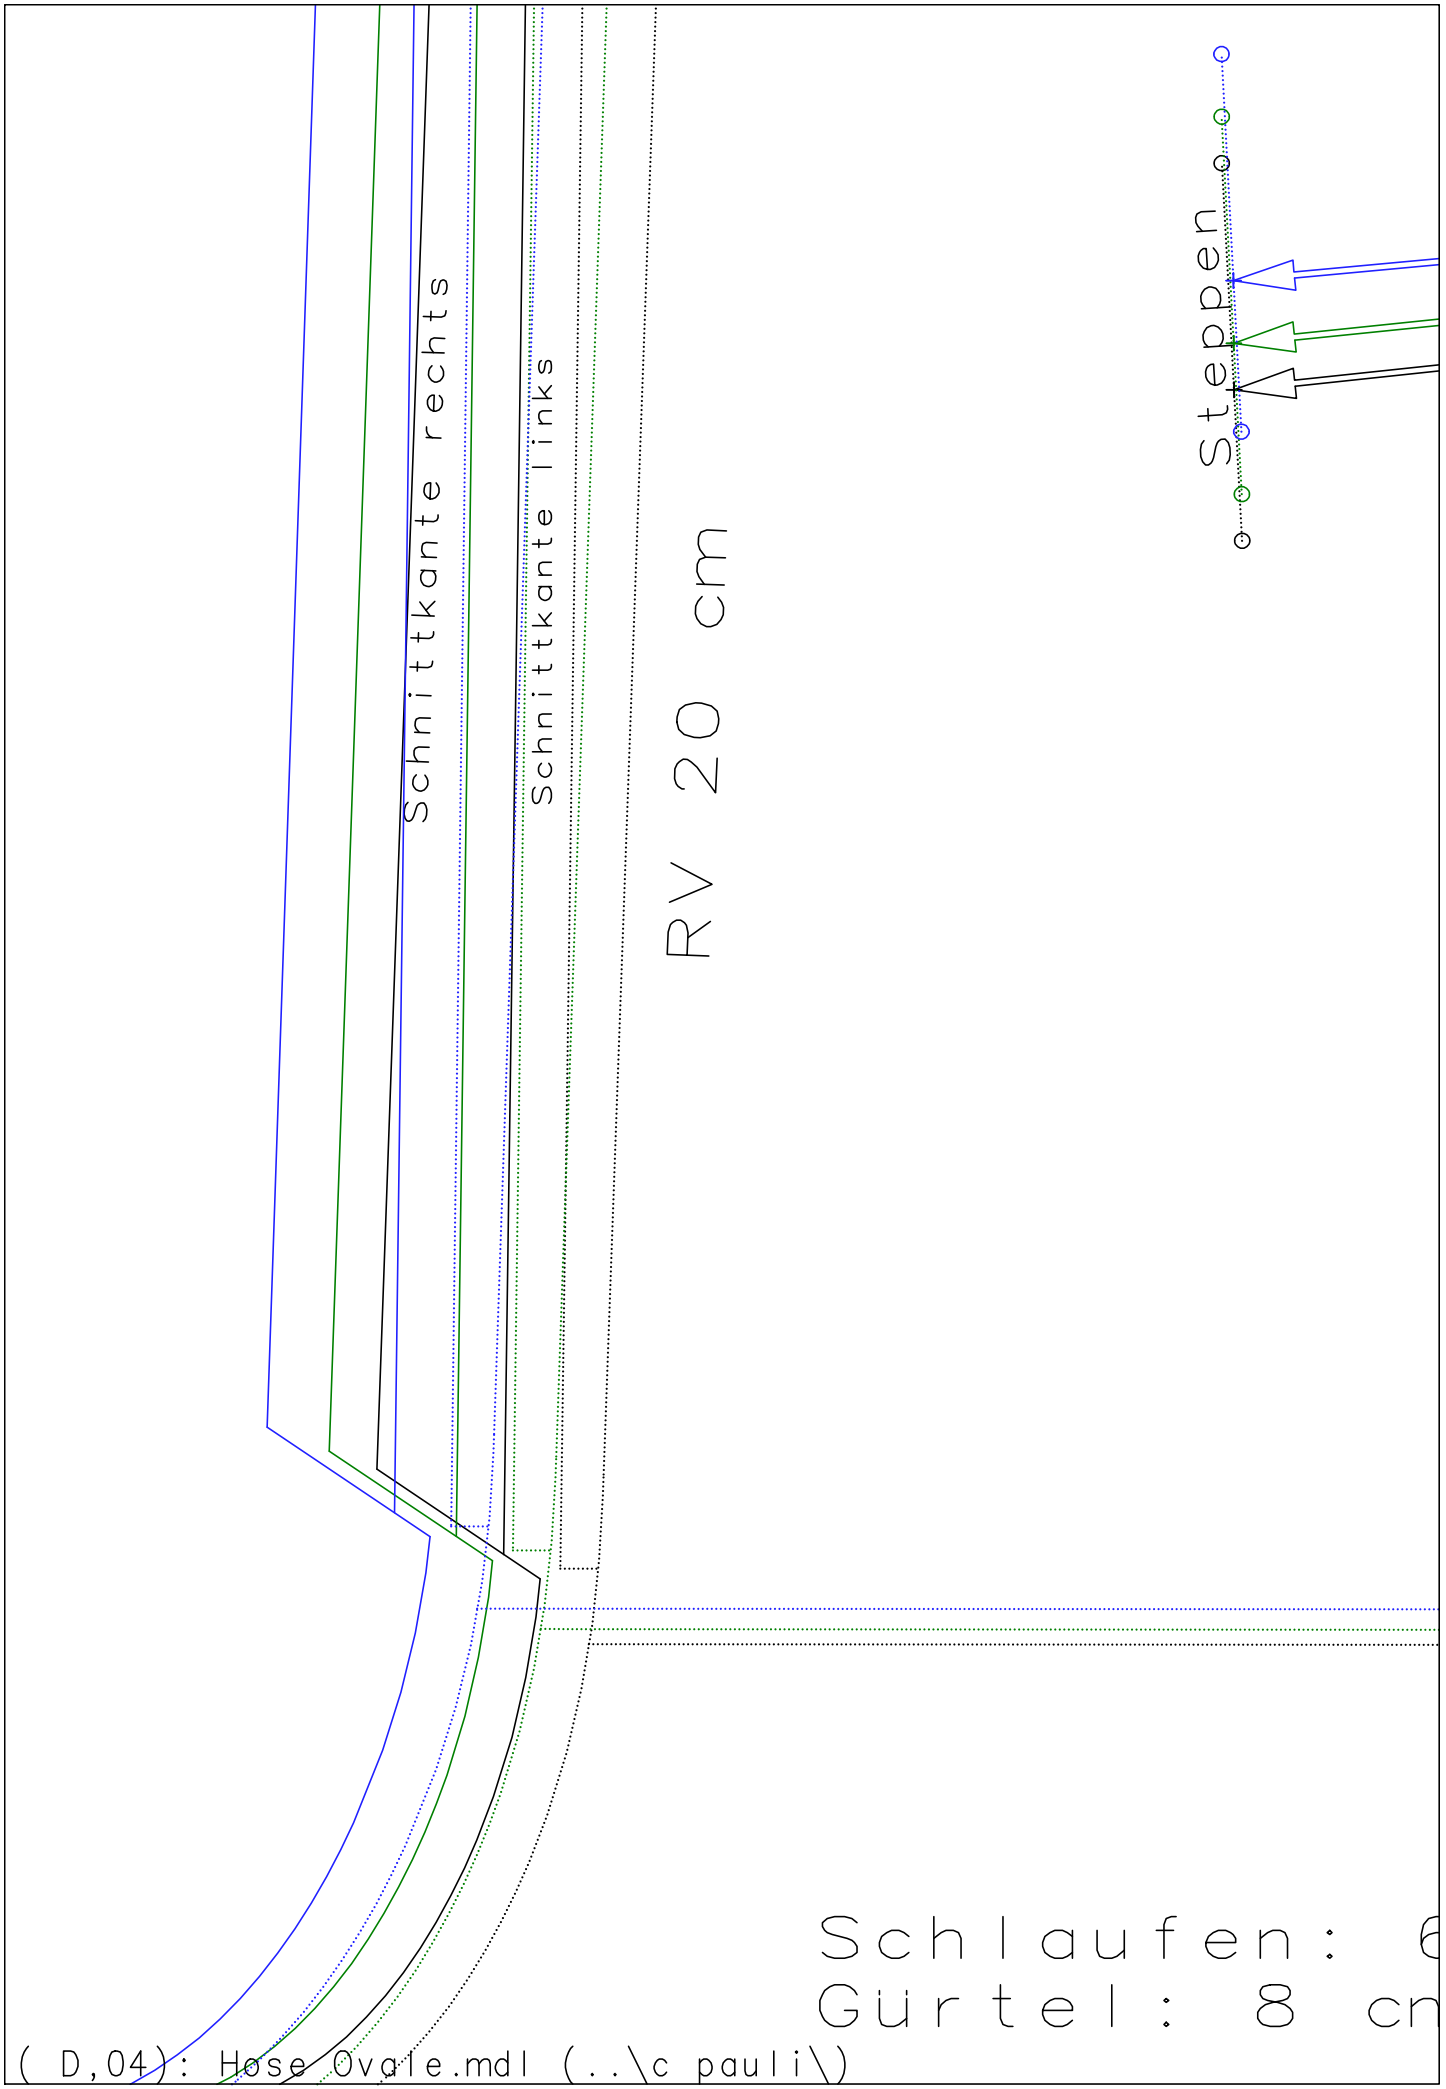 Steppen
Schnittkante rechts
Schnittkante links
RV 20 cm
Schlaufen:
Gürtel: 8
( D,04): Hose Ovale.mdl (..\c pauli\)